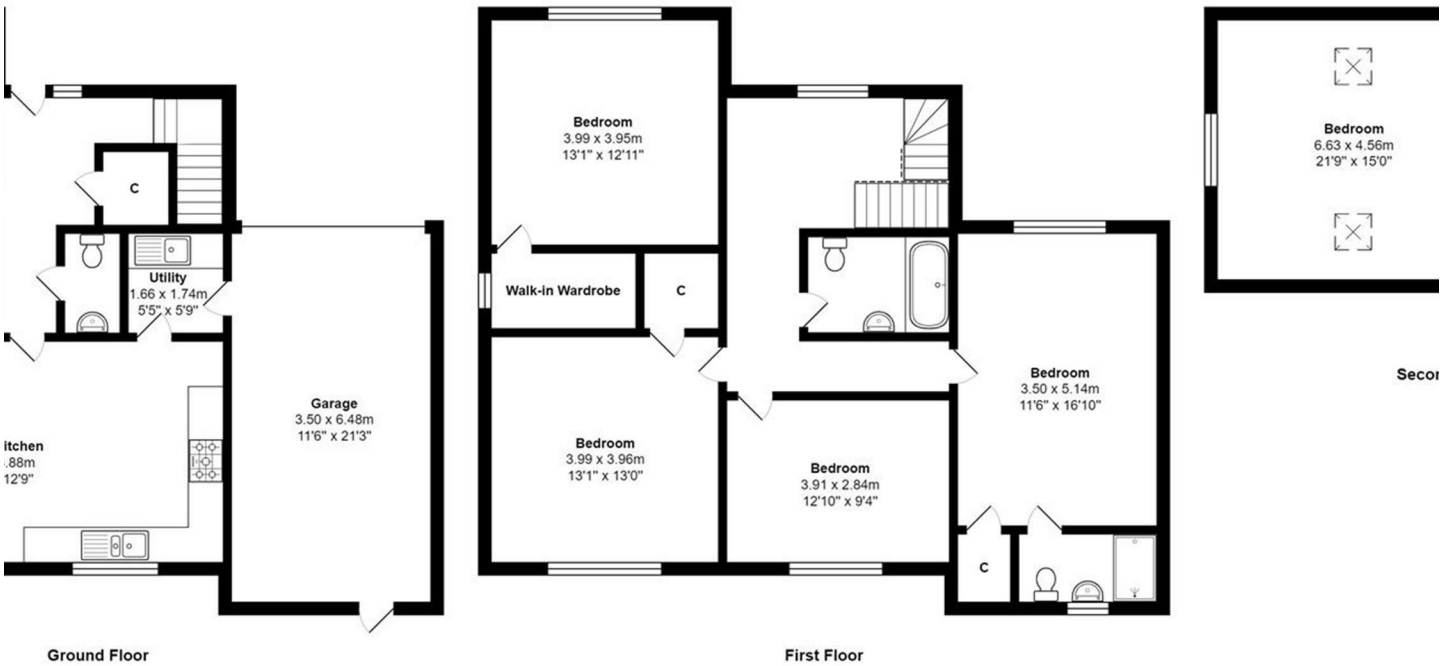 C
Utility
1.66 x 1.74m
5'5" x 5'9"
Garage
3.50 x 6.48m
11'6" x 21'3"
itchen
.88m
12'9"
Ground Floor
Bedroom
3.99 x 3.95m
13'1" x 12'11"
Walk-in Wardrobe
C
Bedroom
3.99 x 3.96m
13'1" x 13'0"
Bedroom
3.91 x 2.84m
12'10" x 9'4"
Bedroom
3.50 x 5.14m
11'6" x 16'10"
C
First Floor
Bedroom
6.63 x 4.56m
21'9" x 15'0"
Secon